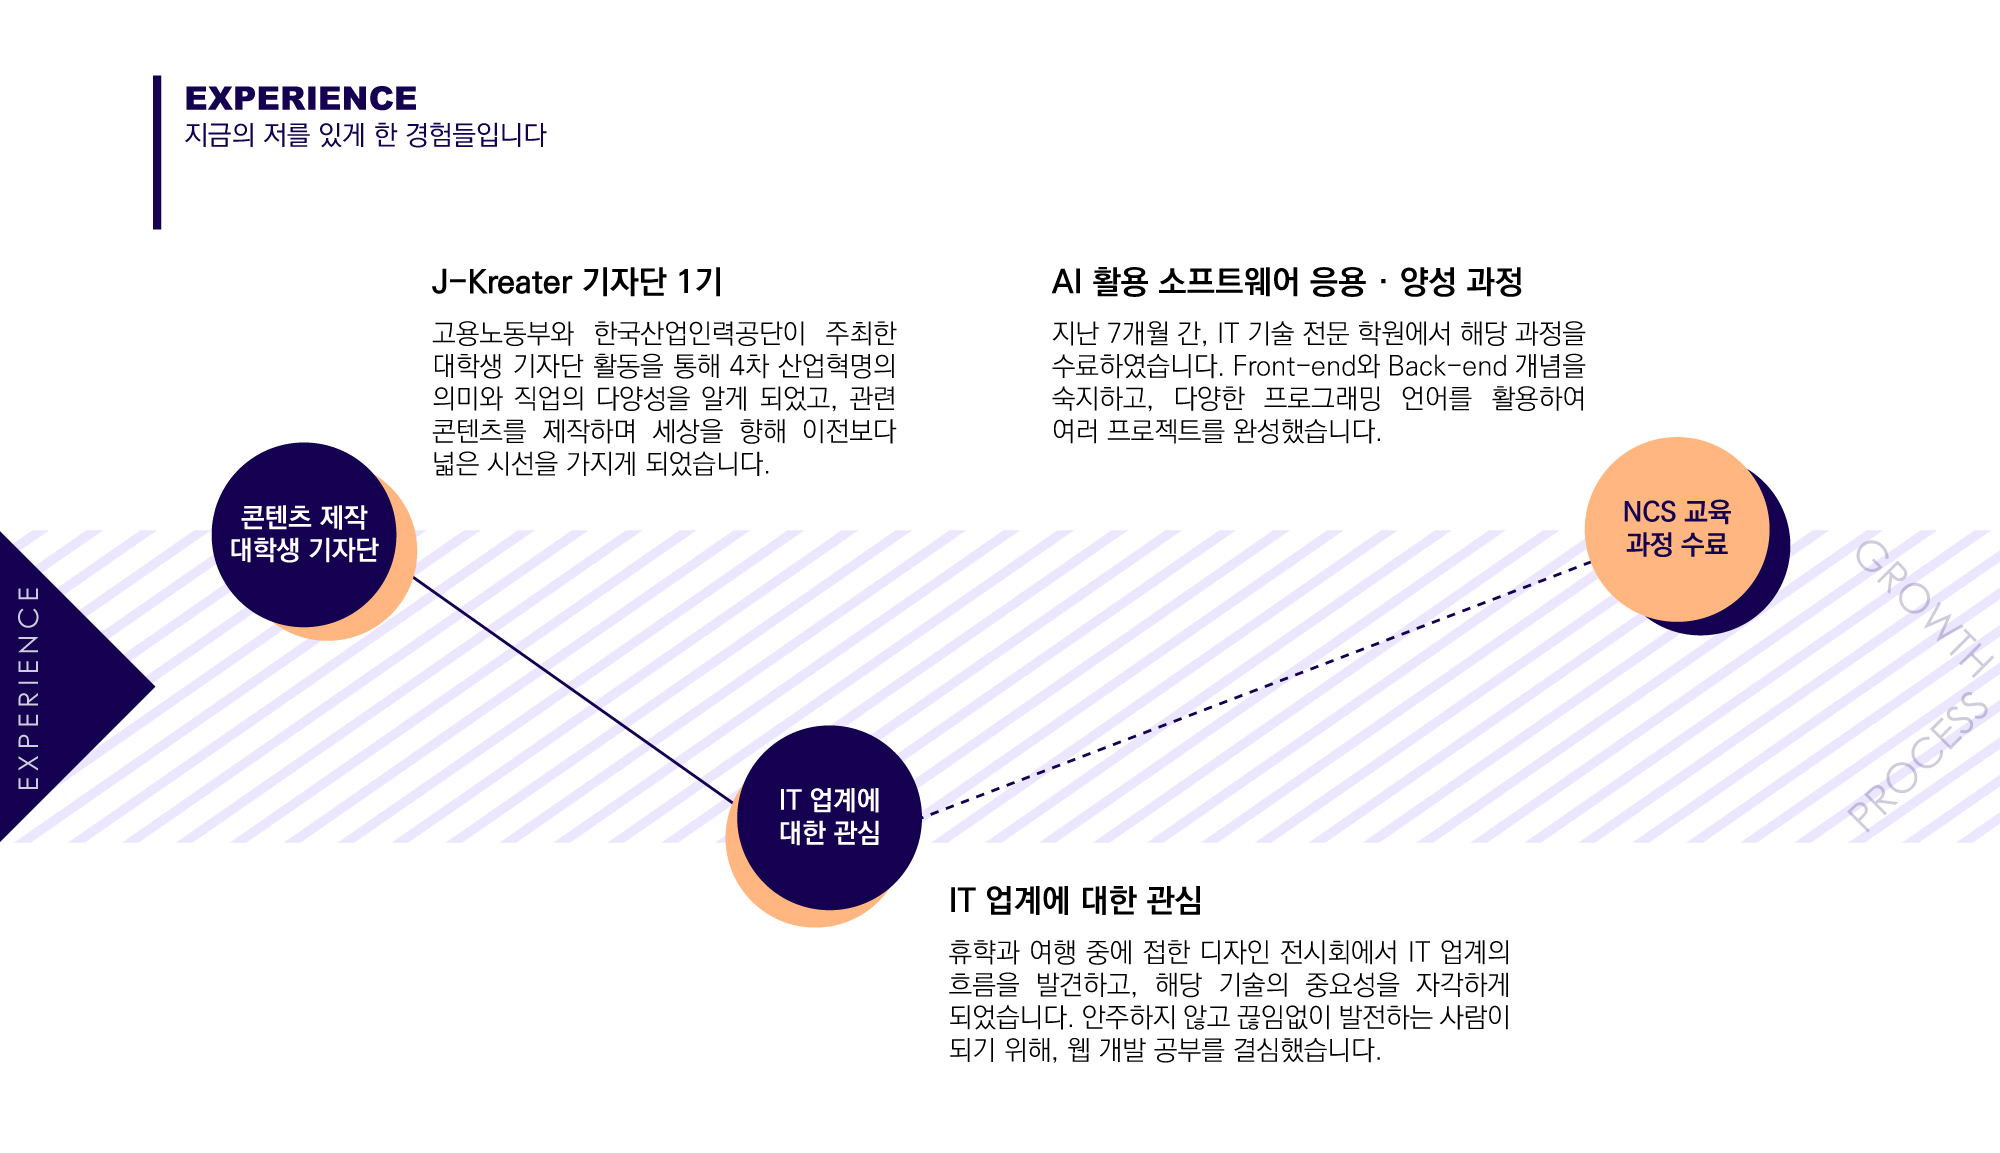 EXPERIENCE
지금의 저를 있게 한 경험들입니다
J-Kreater 기자단 1기
고용노동부와 한국산업인력공단이 주최한
대학생 기자단 활동을 통해 4차 산업혁명의
의미와 직업의 다양성을 알게 되었고, 관련
콘텐츠를 제작하며 세상을 향해 이전보다
넓은 시선을 가지게 되었습니다.
AI 활용 소프트웨어 응용 · 양성 과정
지난 7개월 간, IT 기술 전문 학원에서 해당 과정을
수료하였습니다. Front-end와 Back-end 개념을
숙지하고, 다양한 프로그래밍 언어를 활용하여
여러 프로젝트를 완성했습니다.
콘텐츠 제작
대학생 기자단
NCS 교육
과정 수료
EXPERIENCE
GROWTH
PROCESS
IT 업계에
대한 관심
IT 업계에 대한 관심
휴학과 여행 중에 접한 디자인 전시회에서 IT 업계의
흐름을 발견하고, 해당 기술의 중요성을 자각하게
되었습니다. 안주하지 않고 끊임없이 발전하는 사람이
되기 위해, 웹 개발 공부를 결심했습니다.